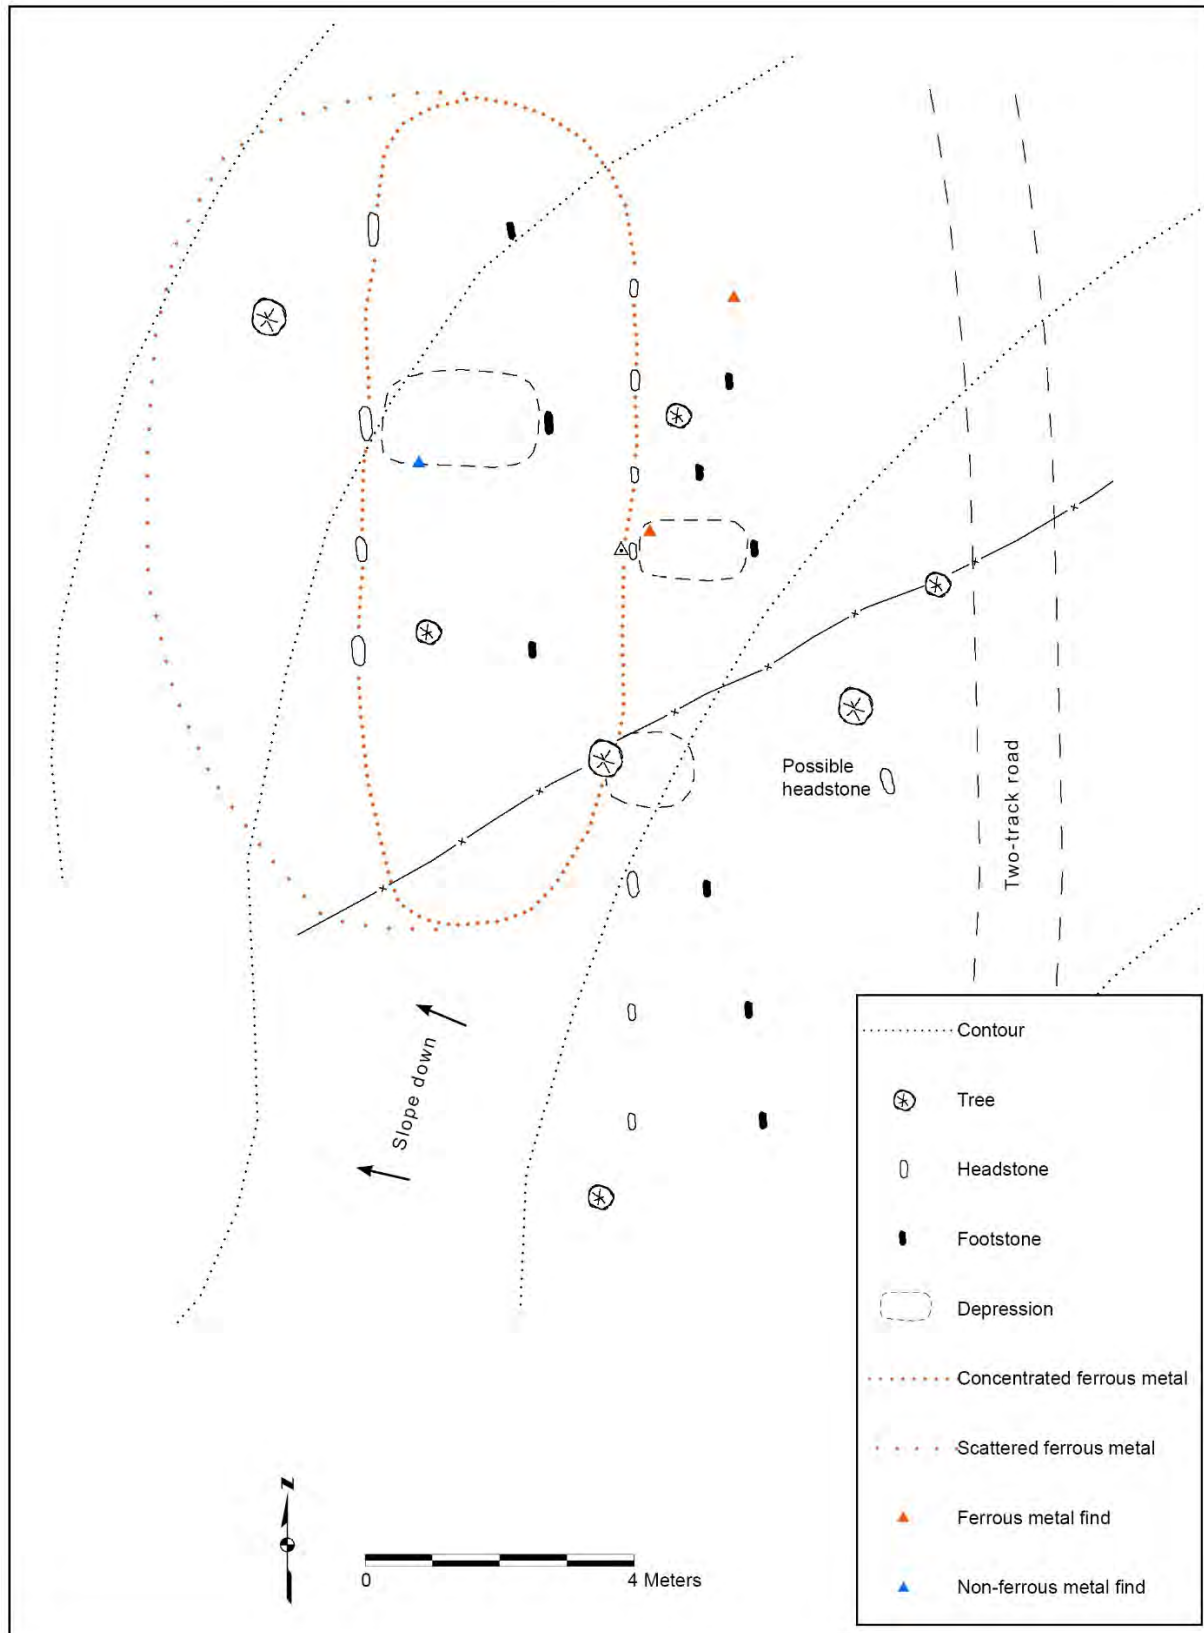 Possible
headstone
Two-track road
Slope down
Contour
Tree
Headstone
Footstone
Depression
Concentrated ferrous metal
Scattered ferrous metal
Ferrous metal find
Non-ferrous metal find
N
0 4 Meters